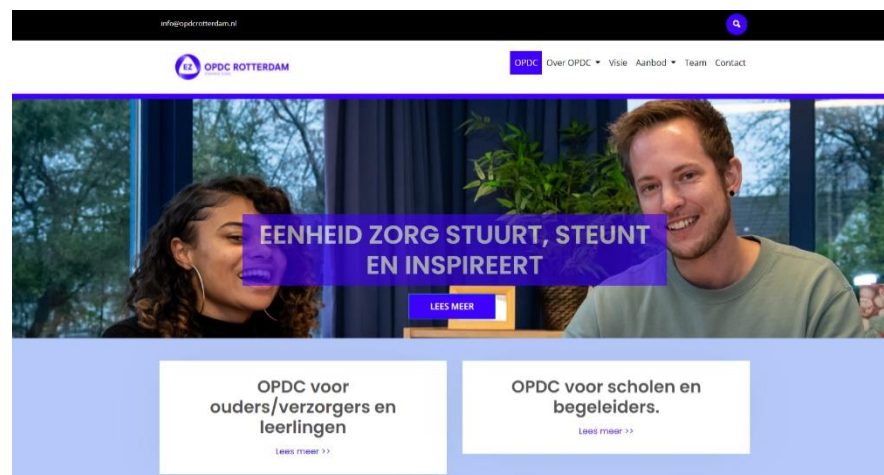 info@opdcrotterdam.nl
EZ OPDC ROTTERDAM
OPDC Over OPDC Visie Aanbod Team Contact
EENHEID ZORG STUURT, STEUNT
EN INSPIREERT
LEES MEER
OPDC voor
ouders/verzorgers en
leerlingen
Lees meer >>
OPDC voor scholen en
begeleiders.
Lees meer >>